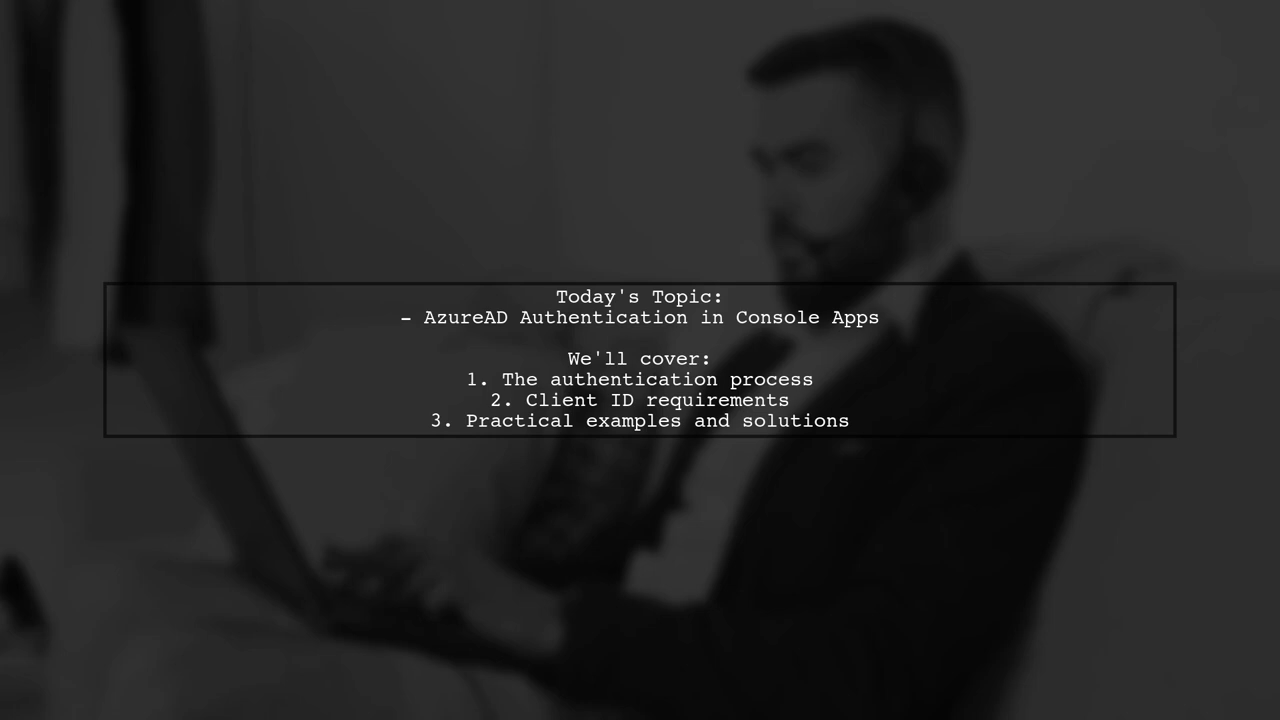 Today's Topic:
- AzureAD Authentication in Console Apps
We'll cover:
1. The authentication process
2. Client ID requirements
3. Practical examples and solutions